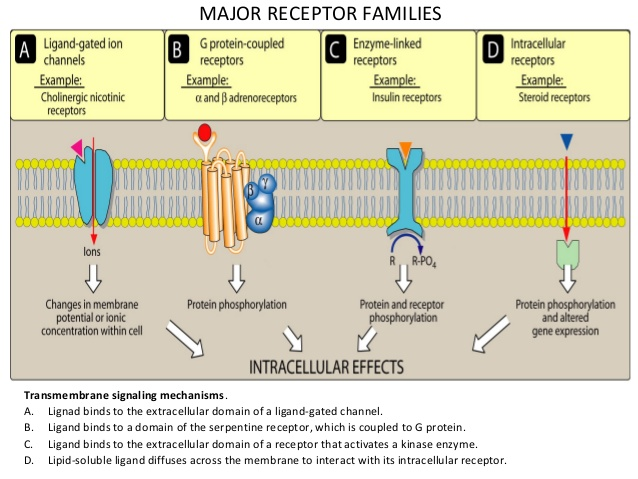 MAJOR RECEPTOR FAMILIES
A
Ligand-gated ion
channels
Example:
Cholinergic nicotinic
receptors
B
G protein-coupled
receptors
Example:
α and β adrenoreceptors
C
Enzyme-linked
receptors
Example:
Insulin receptors
D
Intracellular
receptors
Example:
Steroid receptors
β
γ
α
Ions
R R-PO4
Changes in membrane
potential or ionic
concentration within cell
Protein phosphorylation
Protein and receptor
phosphorylation
Protein phosphorylation
and altered
gene expression
INTRACELLULAR EFFECTS
Transmembrane signaling mechanisms.
A. Lignad binds to the extracellular domain of a ligand-gated channel.
B. Ligand binds to a domain of the serpentine receptor, which is coupled to G protein.
C. Ligand binds to the extracellular domain of a receptor that activates a kinase enzyme.
D. Lipid-soluble ligand diffuses across the membrane to interact with its intracellular receptor.